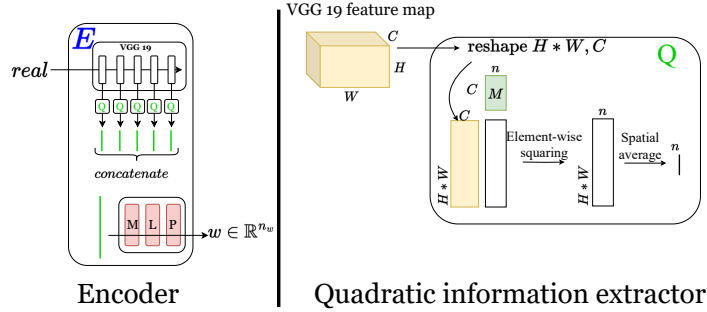 E
VGG 19
real
Q Q Q Q Q
concatenate
M L P
w ∈ ℝ^{n_w}
Encoder
VGG 19 feature map
C
H
W
reshape H * W, C
Q
n
C
M
C
n
H * W
Element-wise
squaring
H * W
Spatial
average
n
Quadratic information extractor